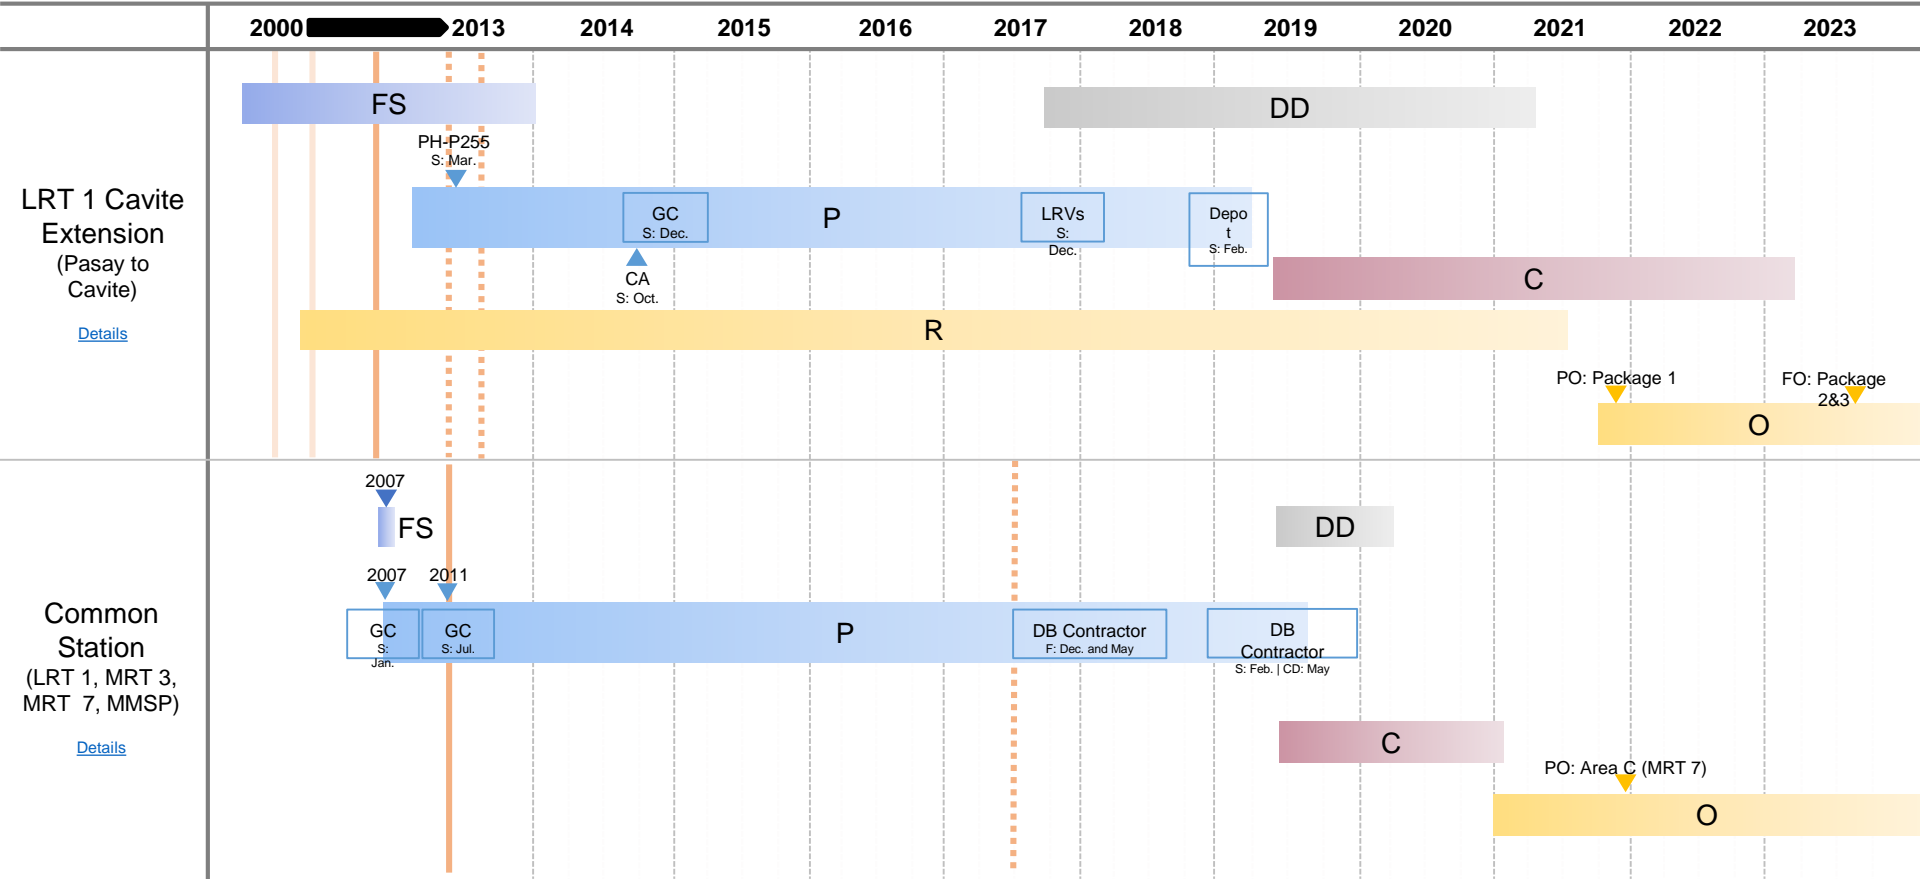 2000 2013 2014 2015 2016 2017 2018 2019 2020 2021 2022 2023
LRT 1 Cavite
Extension
(Pasay to
Cavite)
Details
FS
DD
PH-P255
S: Mar.
GC
S: Dec.
P
LRVs
S:
Dec.
Depo
t
S: Feb.
CA
S: Oct.
C
R
PO: Package 1
FO: Package
2&3
O
Common
Station
(LRT 1, MRT 3,
MRT 7, MMSP)
Details
2007
FS
DD
2007
2011
GC
S:
Jan.
GC
S: Jul.
P
DB Contractor
F: Dec. and May
DB
Contractor
S: Feb. | CD: May
C
PO: Area C (MRT 7)
O